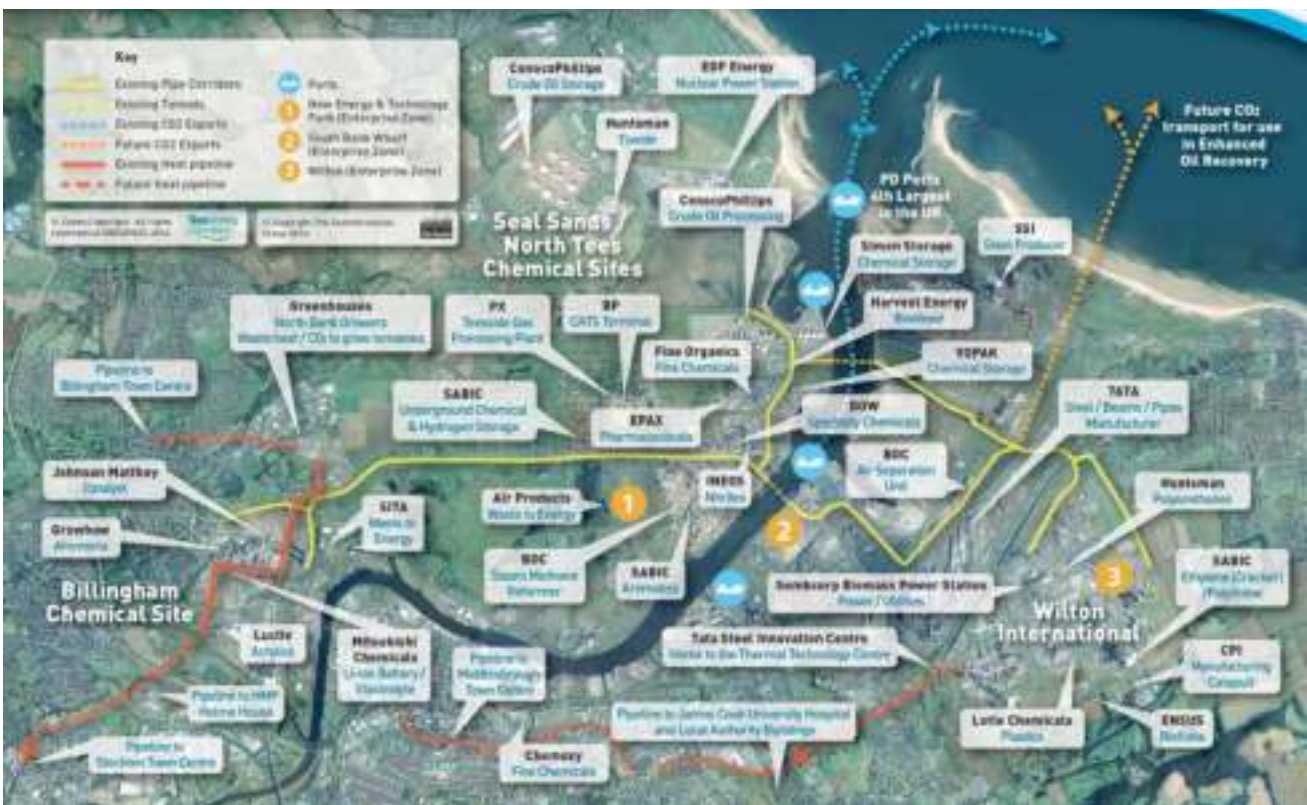 Key
Existing Pipe Corridors
Existing Tunnels
Existing CO2 Exports
Future CO2 Exports
Existing Heat pipeline
Future heat pipeline
Ports
1
New Energy & Technology
Park (Enterprise Zone)
2
South Bank Wharf
(Enterprise Zone)
3
Wilton (Enterprise Zone)
ConocoPhillips
Crude Oil Storage
EDF Energy
Nuclear Power Station
Huntsman
Tioxide
Future CO₂
transport for use
in Enhanced
Oil Recovery
Seal Sands /
North Tees
Chemical Sites
ConocoPhillips
Crude Oil Processing
PD Ports
4th Largest
in the UK
SSI
Steel Producer
Simon Storage
Chemical Storage
Greenhouses
North Bank Growers
Waste heat / CO₂ to grow tomatoes
PX
Teesside Gas
Processing Plant
BP
CATS Terminal
Harvest Energy
Biodiesel
Pipeline to
Billingham Town Centre
Fine Organics
Fine Chemicals
VOPAK
Chemical Storage
SABIC
Underground Chemical
& Hydrogen Storage
EPAX
Pharmaceuticals
DOW
Specialty Chemicals
TATA
Steel / Beams / Pipes
Manufacturer
Johnson Matthey
Catalyst
SITA
Waste to
Energy
Air Products
Waste to Energy
1
INEOS
Nitriles
BOC
Air Separation
Unit
Huntsman
Polyurethanes
Growhow
Ammonia
BOC
Steam Methane
Reformer
SABIC
Aromatics
2
SABIC
Ethylene (Cracker)
/Polythene
3
Billingham
Chemical Site
Sembcorp Biomass Power Station
Power / Utilities
Wilton
International
Lucite
Acrylics
Mitsubishi
Chemicals
Li-ion Battery /
Electrolyte
Pipeline to
Middlesbrough
Town Centre
Tata Steel Innovation Centre
Home to the Thermal Technology Centre
CPI
Manufacturing
Catapult
Pipeline to HMP
Holme House
Pipeline to James Cook University Hospital
and Local Authority Buildings
Lotte Chemicals
Plastics
ENSUS
Biofuels
Pipeline to
Stockton Town Centre
Chemoxy
Fine Chemicals